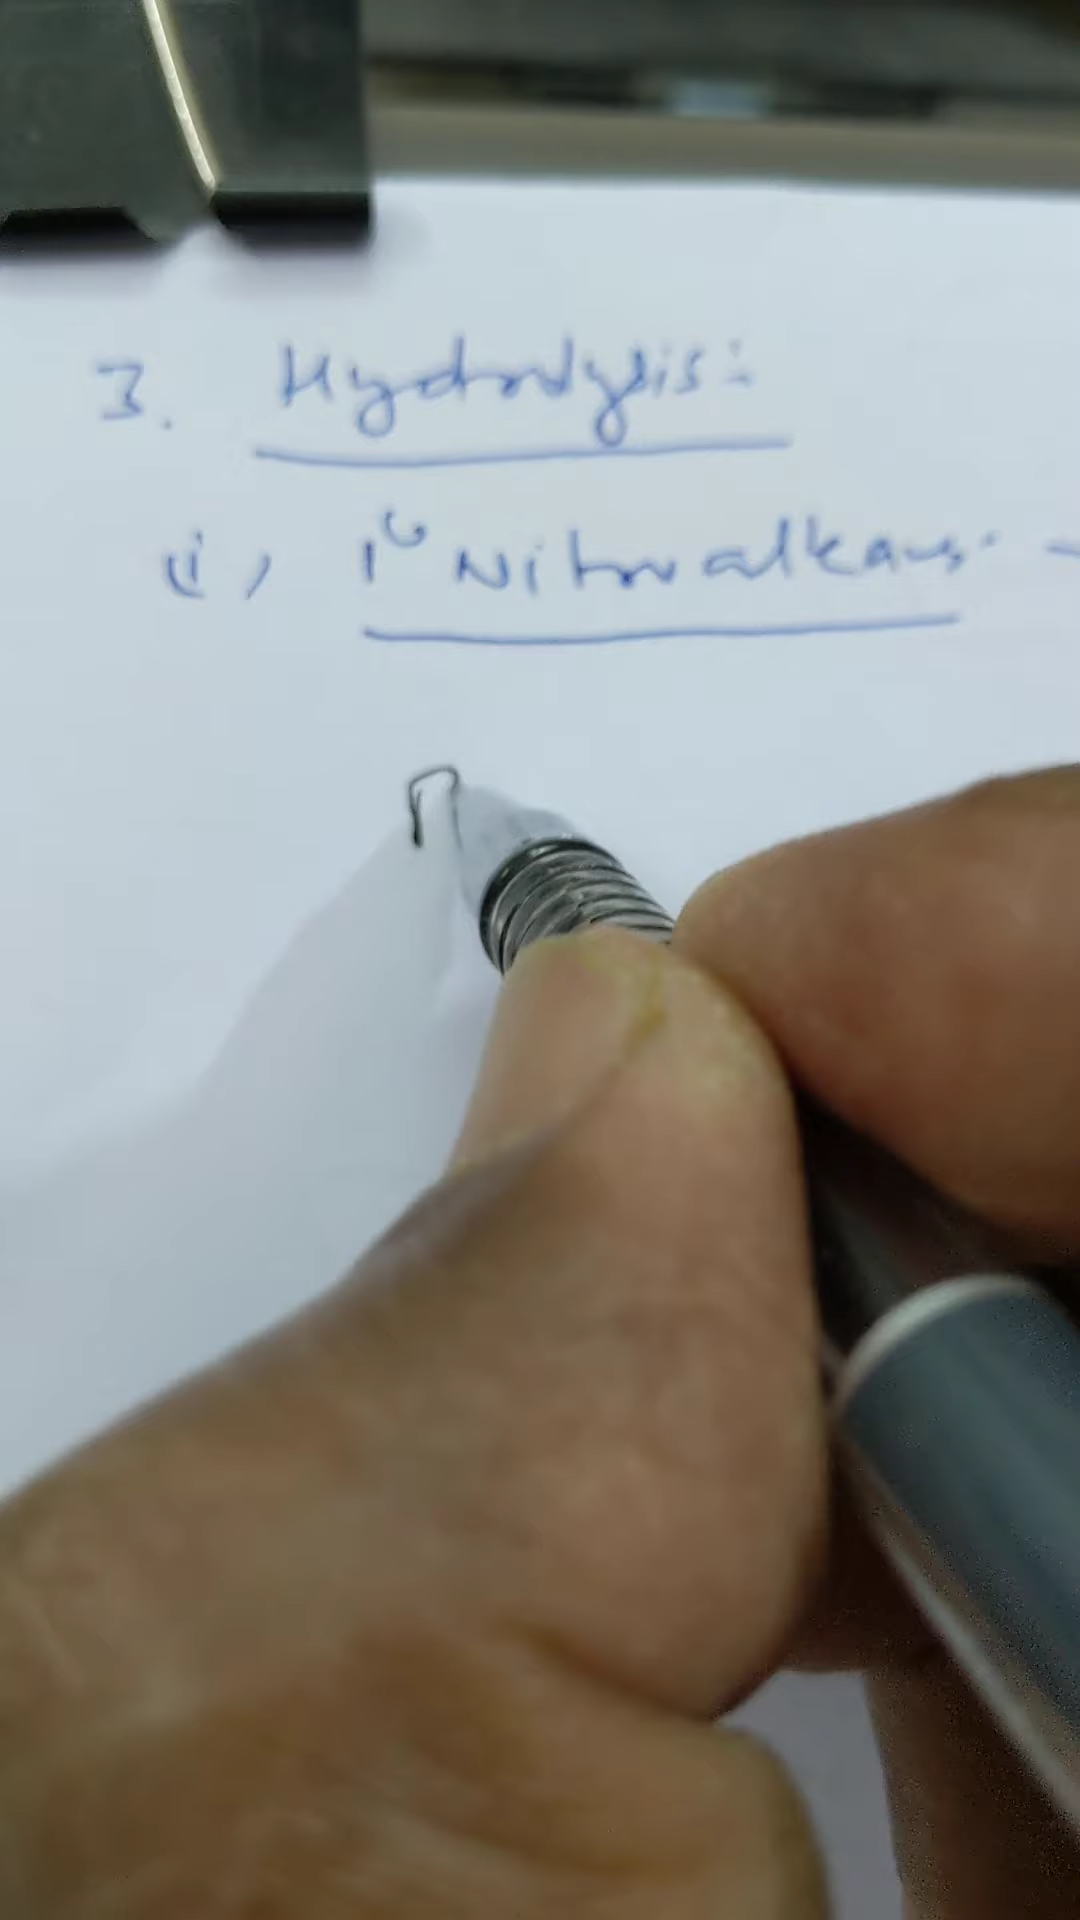 3. Hydrolysis:-
(i), 1° Nitroalkanes. -